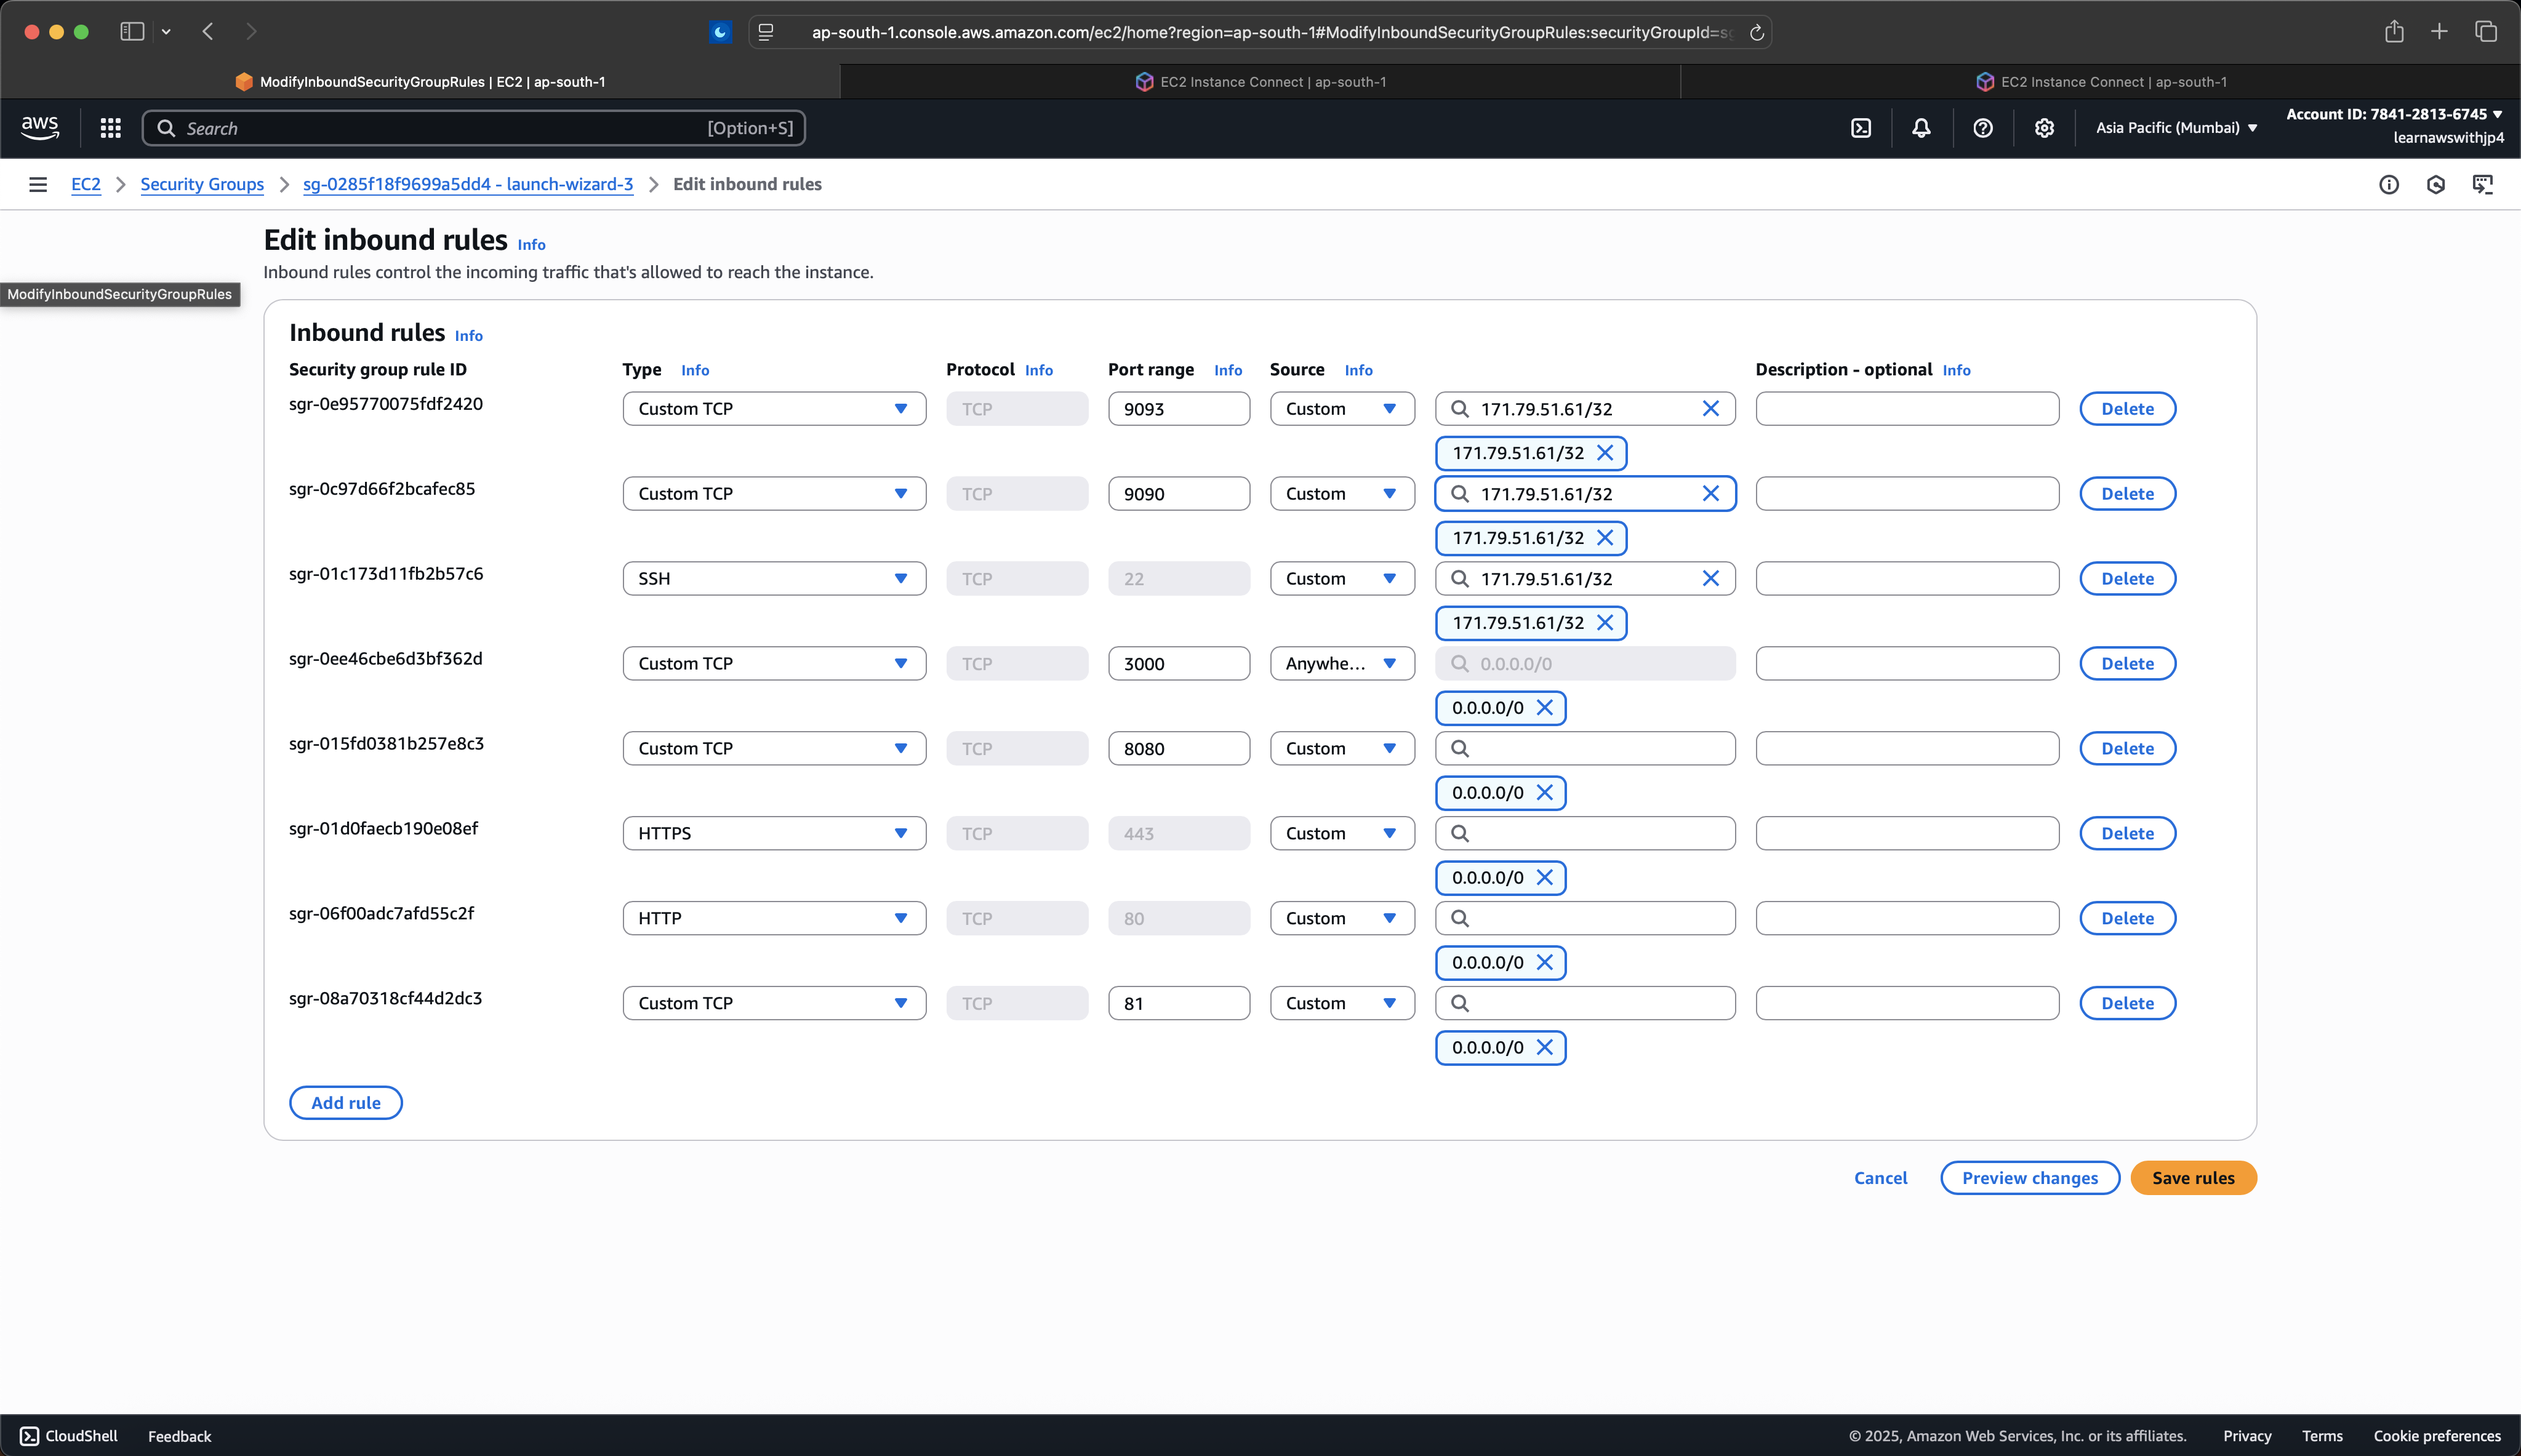 ap-south-1.console.aws.amazon.com/ec2/home?region=ap-south-1#ModifyInboundSecurityGroupRules:securityGroupId=s
ModifyInboundSecurityGroupRules | EC2 | ap-south-1
EC2 Instance Connect | ap-south-1
EC2 Instance Connect | ap-south-1
aws
Search
[Option+S]
Asia Pacific (Mumbai)
Account ID: 7841-2813-6745
learnawswithjp4
EC2 > Security Groups > sg-0285f18f9699a5dd4 - launch-wizard-3 > Edit inbound rules
Edit inbound rules Info
Inbound rules control the incoming traffic that's allowed to reach the instance.
ModifyInboundSecurityGroupRules
Inbound rules Info
Security group rule ID Type Info Protocol Info Port range Info Source Info Description - optional Info
sgr-0e95770075fdf2420 Custom TCP TCP 9093 Custom 171.79.51.61/32 Delete
171.79.51.61/32
sgr-0c97d66f2bcafec85 Custom TCP TCP 9090 Custom 171.79.51.61/32 Delete
171.79.51.61/32
sgr-01c173d11fb2b57c6 SSH TCP 22 Custom 171.79.51.61/32 Delete
171.79.51.61/32
sgr-0ee46cbe6d3bf362d Custom TCP TCP 3000 Anywhe... 0.0.0.0/0 Delete
0.0.0.0/0
sgr-015fd0381b257e8c3 Custom TCP TCP 8080 Custom Delete
0.0.0.0/0
sgr-01d0faecb190e08ef HTTPS TCP 443 Custom Delete
0.0.0.0/0
sgr-06f00adc7afd55c2f HTTP TCP 80 Custom Delete
0.0.0.0/0
sgr-08a70318cf44d2dc3 Custom TCP TCP 81 Custom Delete
0.0.0.0/0
Add rule
Cancel Preview changes Save rules
CloudShell Feedback © 2025, Amazon Web Services, Inc. or its affiliates. Privacy Terms Cookie preferences